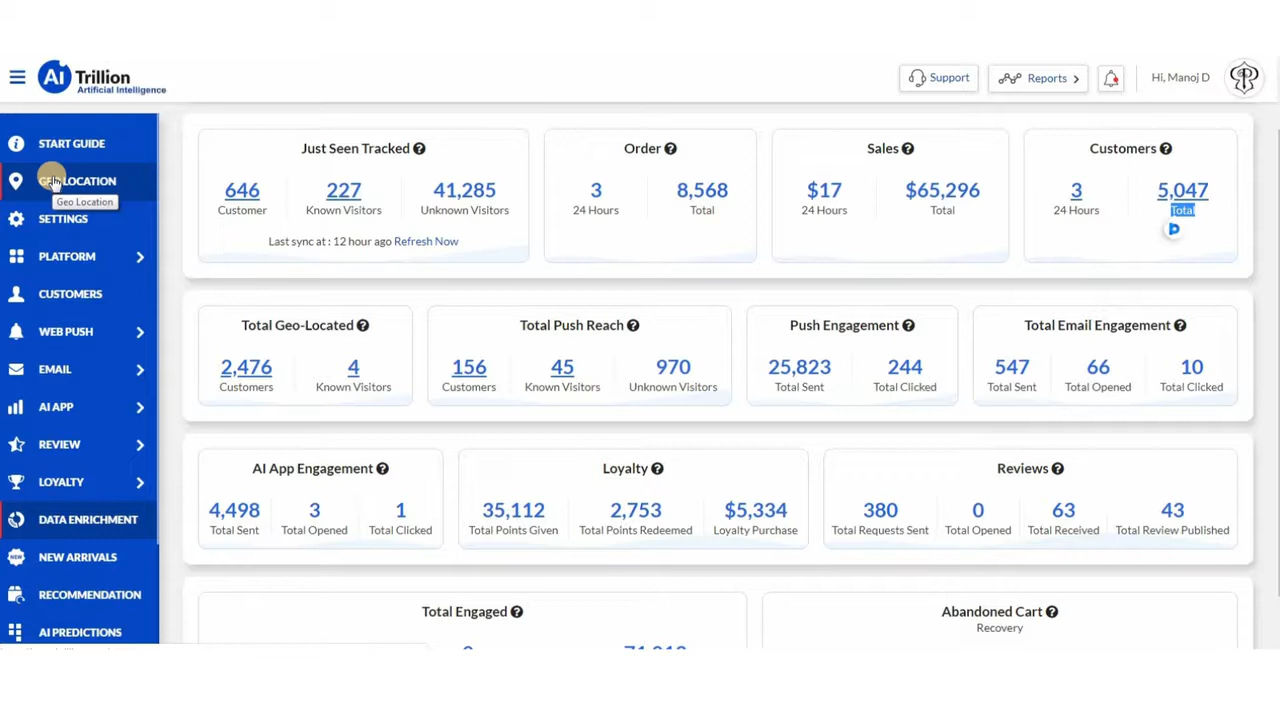 AI Trillion
Artificial Intelligence
Support
Reports
Hi, Manoj D
START GUIDE
GEO LOCATION
Geo Location
SETTINGS
PLATFORM
CUSTOMERS
WEB PUSH
EMAIL
AI APP
REVIEW
LOYALTY
DATA ENRICHMENT
NEW ARRIVALS
RECOMMENDATION
AI PREDICTIONS
Just Seen Tracked
646 227 41,285
Customer Known Visitors Unknown Visitors
Last sync at : 12 hour ago Refresh Now
Order
3 8,568
24 Hours Total
Sales
$17 $65,296
24 Hours Total
Customers
3 5,047
24 Hours Total
Total Geo-Located
2,476 4
Customers Known Visitors
Total Push Reach
156 45 970
Customers Known Visitors Unknown Visitors
Push Engagement
25,823 244
Total Sent Total Clicked
Total Email Engagement
547 66 10
Total Sent Total Opened Total Clicked
AI App Engagement
4,498 3 1
Total Sent Total Opened Total Clicked
Loyalty
35,112 2,753 $5,334
Total Points Given Total Points Redeemed Loyalty Purchase
Reviews
380 0 63 43
Total Requests Sent Total Opened Total Received Total Review Published
Total Engaged
Abandoned Cart
Recovery